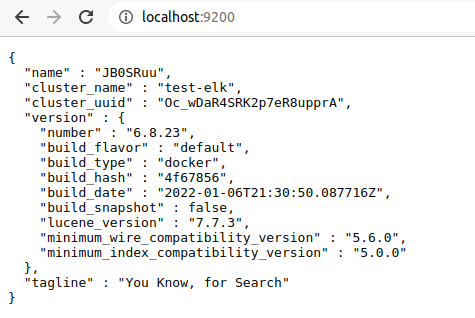 localhost:9200
{
  "name" : "JB0SRuu",
  "cluster_name" : "test-elk",
  "cluster_uuid" : "Oc_wDaR4SRK2p7eR8upprA",
  "version" : {
    "number" : "6.8.23",
    "build_flavor" : "default",
    "build_type" : "docker",
    "build_hash" : "4f67856",
    "build_date" : "2022-01-06T21:30:50.087716Z",
    "build_snapshot" : false,
    "lucene_version" : "7.7.3",
    "minimum_wire_compatibility_version" : "5.6.0",
    "minimum_index_compatibility_version" : "5.0.0"
  },
  "tagline" : "You Know, for Search"
}